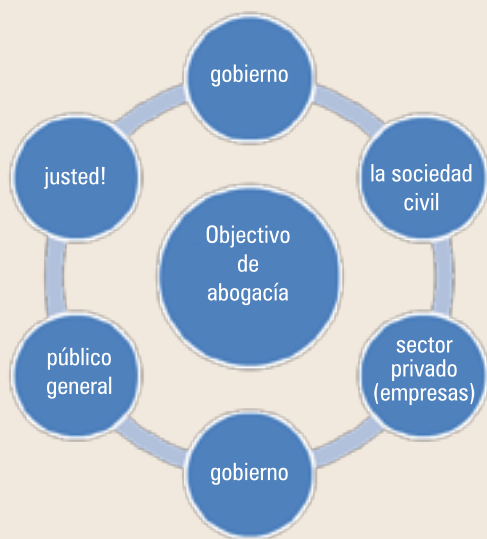 gobierno
justed!
la sociedad
civil
Objectivo
de
abogacía
público
general
sector
privado
(empresas)
gobierno